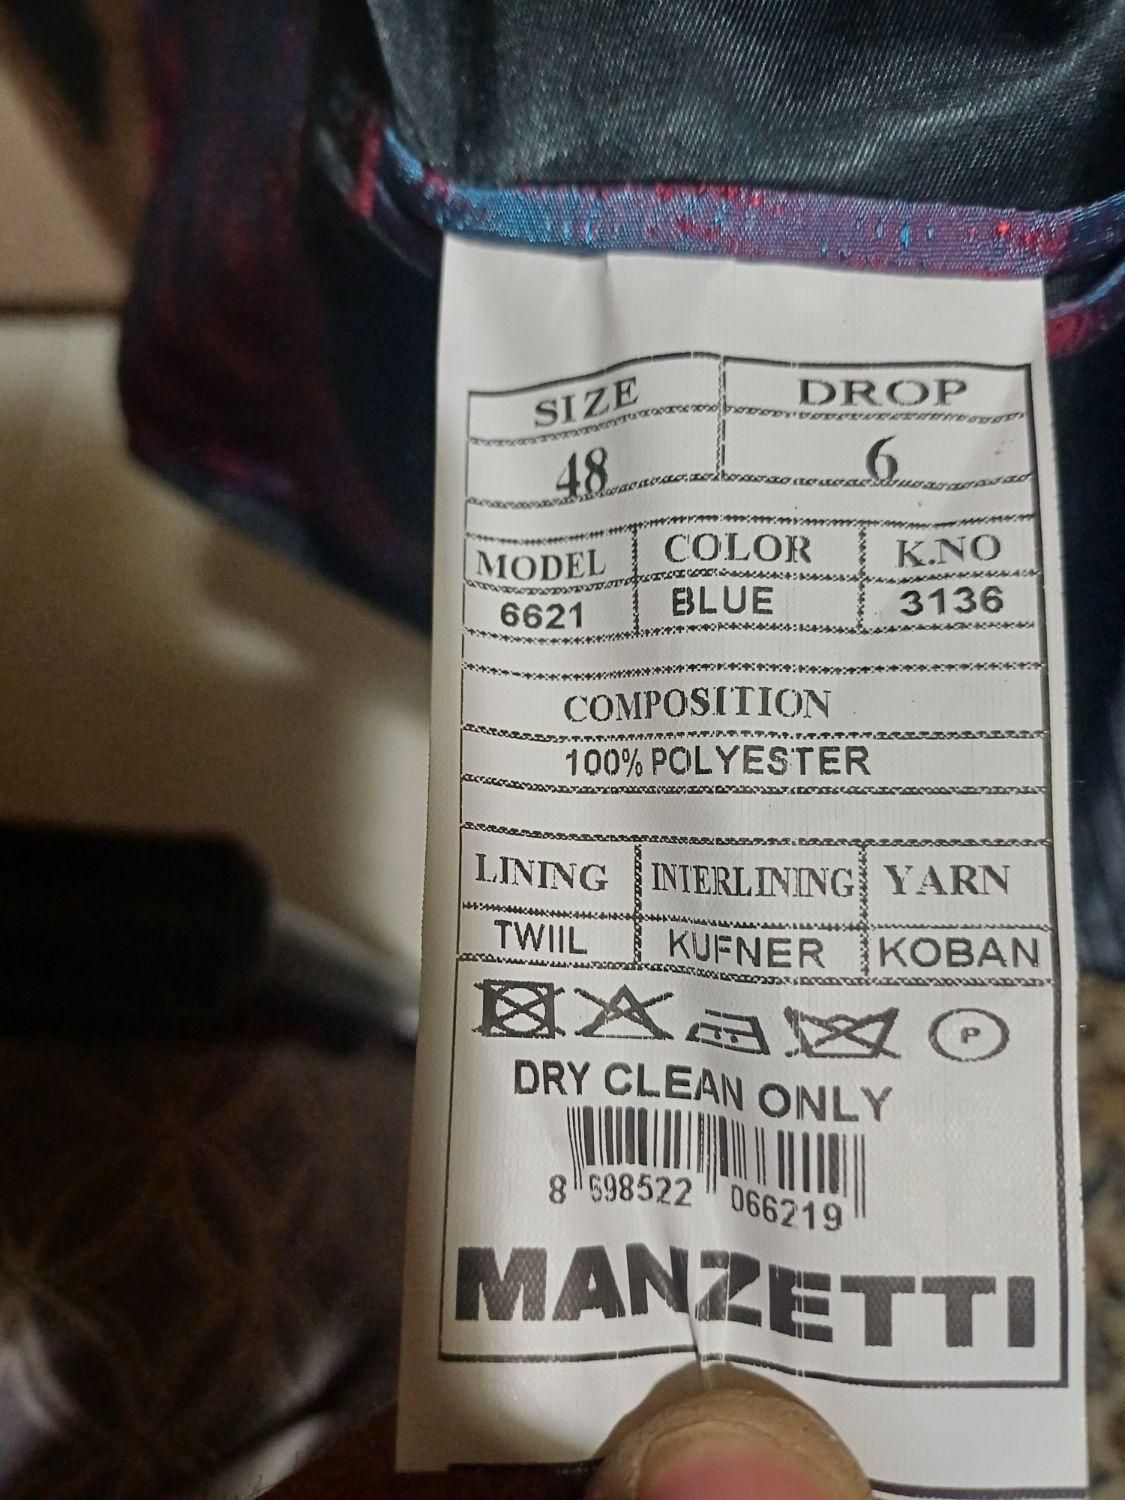 SIZE DROP
48 6
MODEL COLOR K.NO
6621 BLUE 3136
COMPOSITION
100% POLYESTER
LINING INTERLINING YARN
TWIIL KUFNER KOBAN
P
DRY CLEAN ONLY
8 698522 066219
MANZETTI